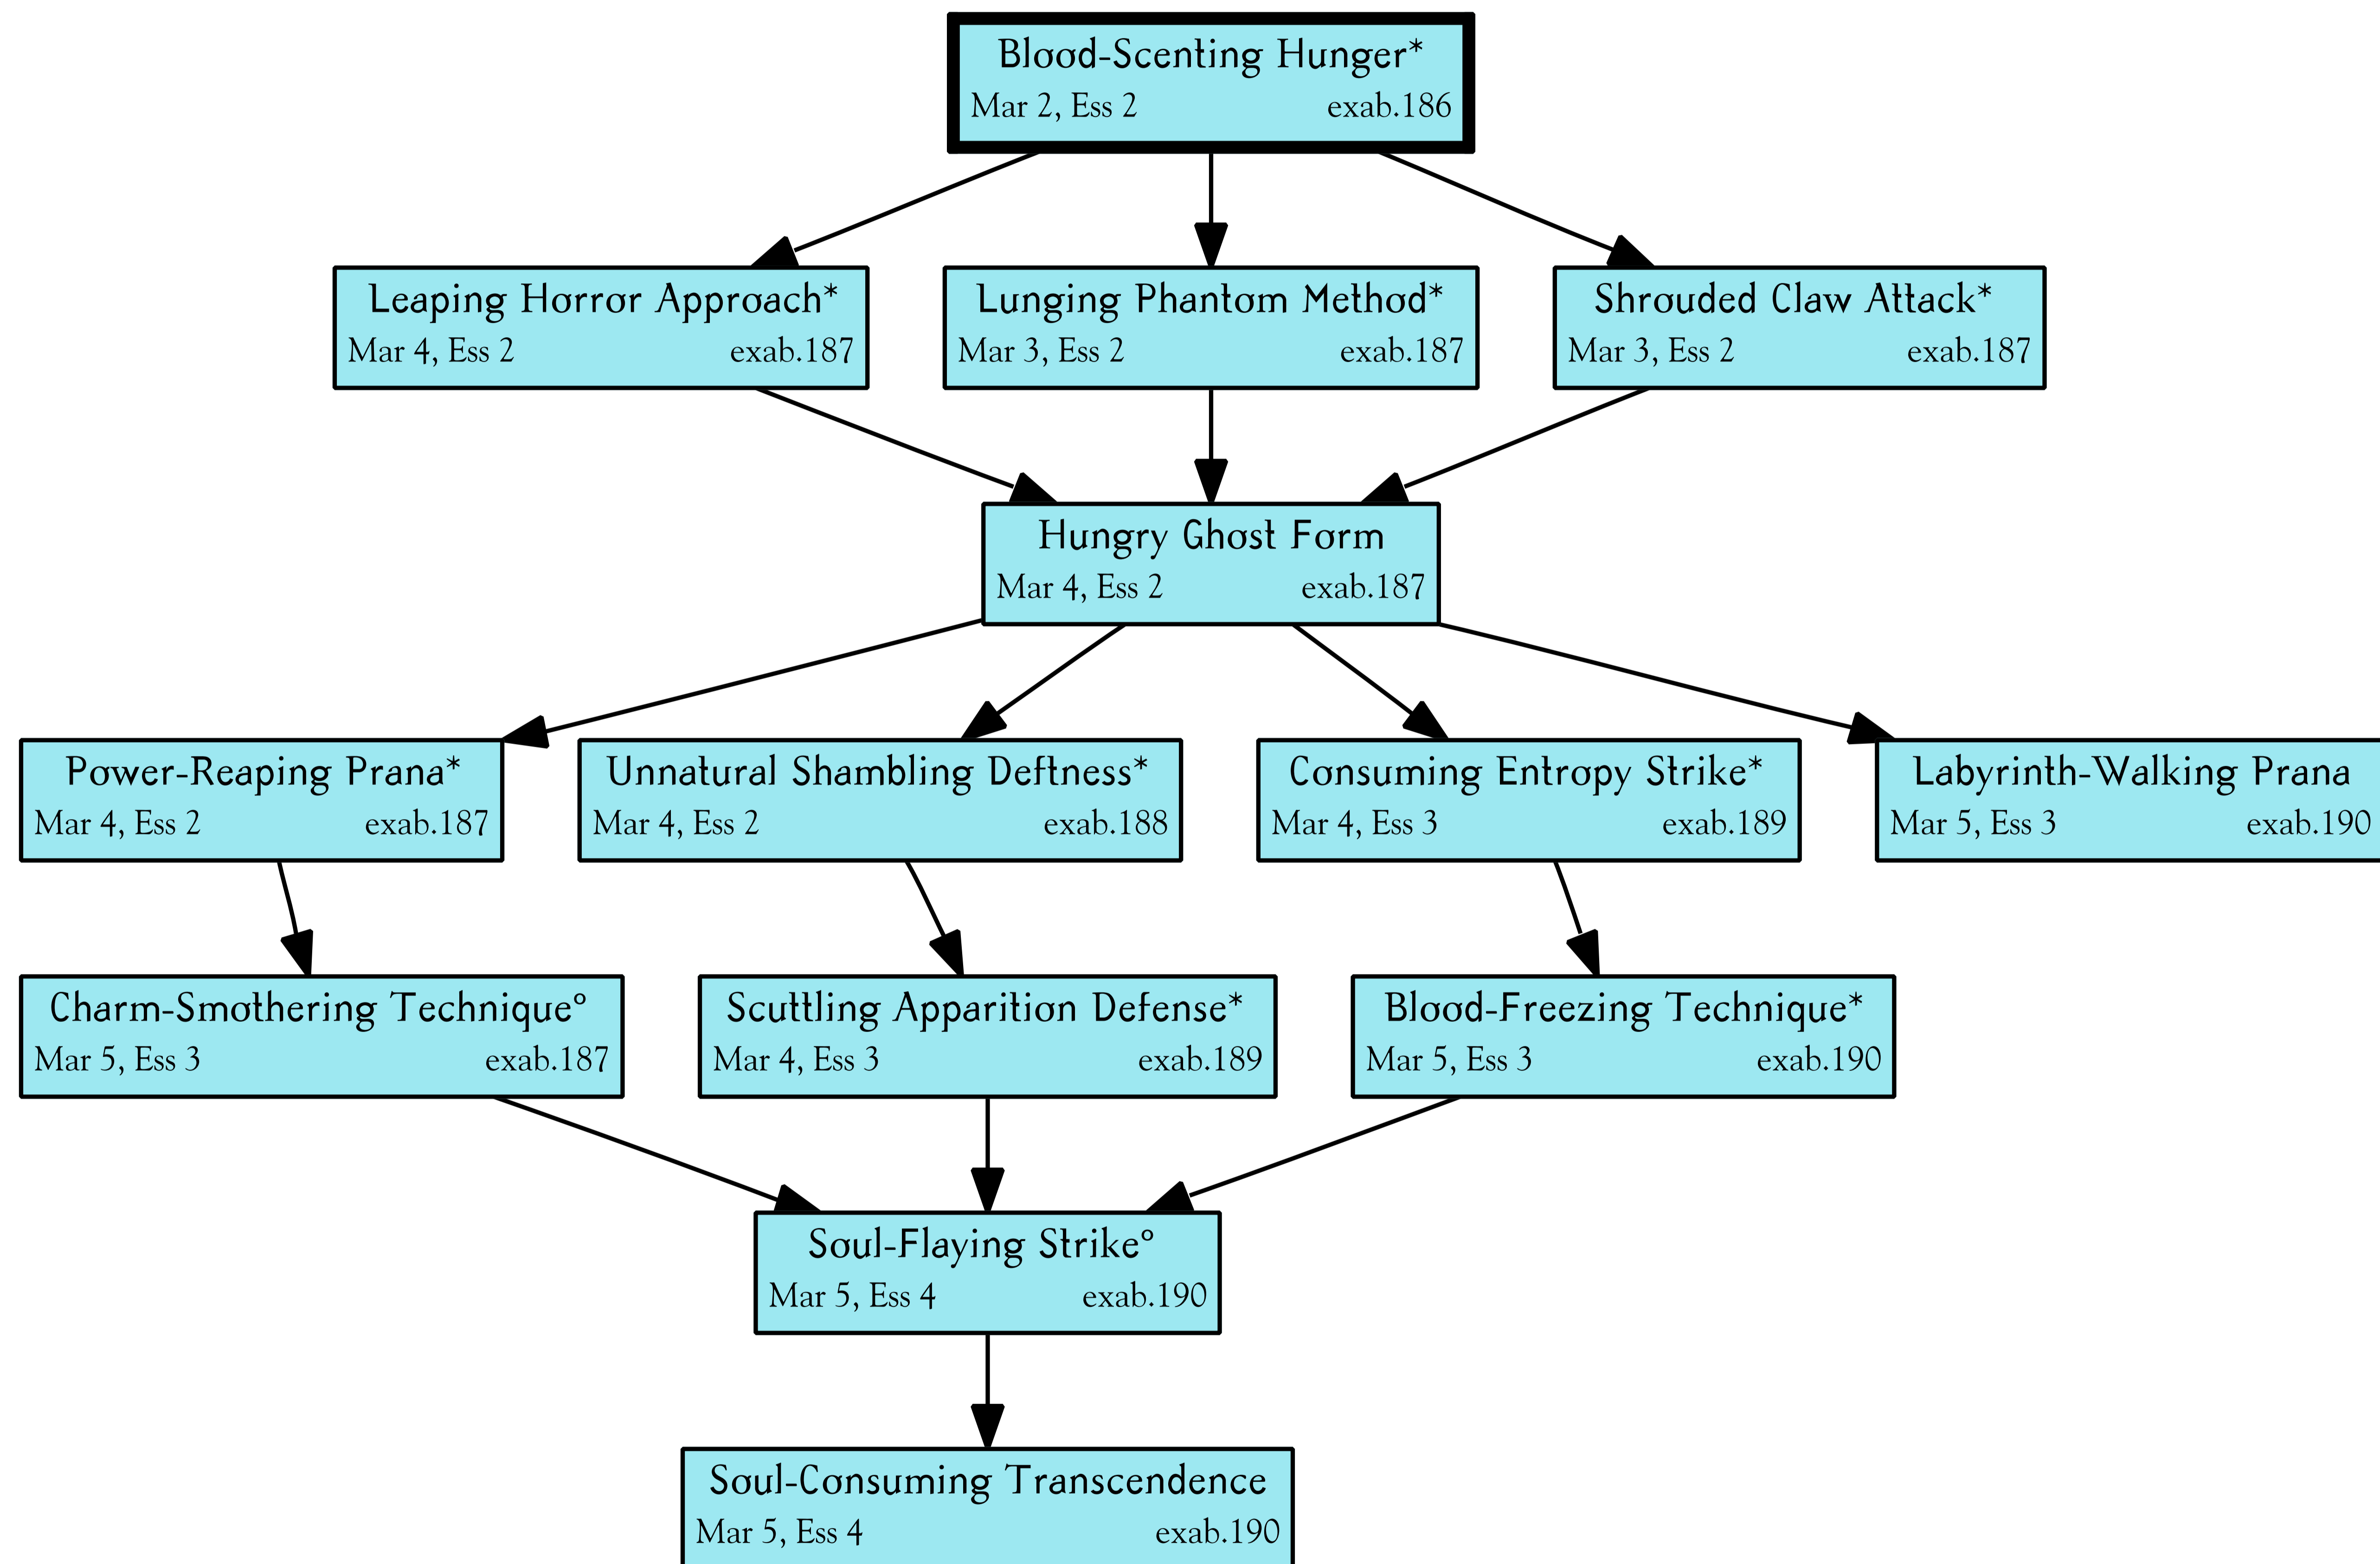 Blood-Scenting Hunger*
Mar 2, Ess 2 exab.186
Leaping Horror Approach*
Mar 4, Ess 2 exab.187
Lunging Phantom Method*
Mar 3, Ess 2 exab.187
Shrouded Claw Attack*
Mar 3, Ess 2 exab.187
Hungry Ghost Form
Mar 4, Ess 2 exab.187
Power-Reaping Prana*
Mar 4, Ess 2 exab.187
Unnatural Shambling Deftness*
Mar 4, Ess 2 exab.188
Consuming Entropy Strike*
Mar 4, Ess 3 exab.189
Labyrinth-Walking Prana
Mar 5, Ess 3 exab.190
Charm-Smothering Technique°
Mar 5, Ess 3 exab.187
Scuttling Apparition Defense*
Mar 4, Ess 3 exab.189
Blood-Freezing Technique*
Mar 5, Ess 3 exab.190
Soul-Flaying Strike°
Mar 5, Ess 4 exab.190
Soul-Consuming Transcendence
Mar 5, Ess 4 exab.190